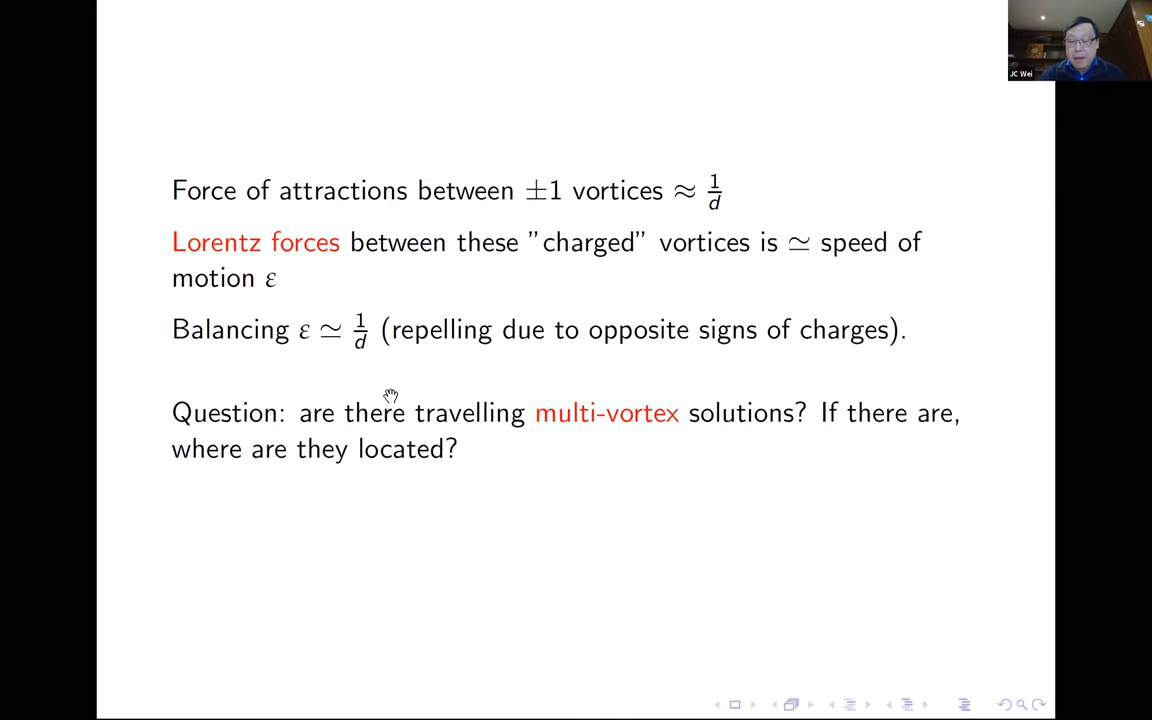 JC Wei
Force of attractions between ±1 vortices ≈ 1/d
Lorentz forces between these "charged" vortices is ≃ speed of
motion ε
Balancing ε ≃ 1/d (repelling due to opposite signs of charges).
Question: are there travelling multi-vortex solutions? If there are,
where are they located?